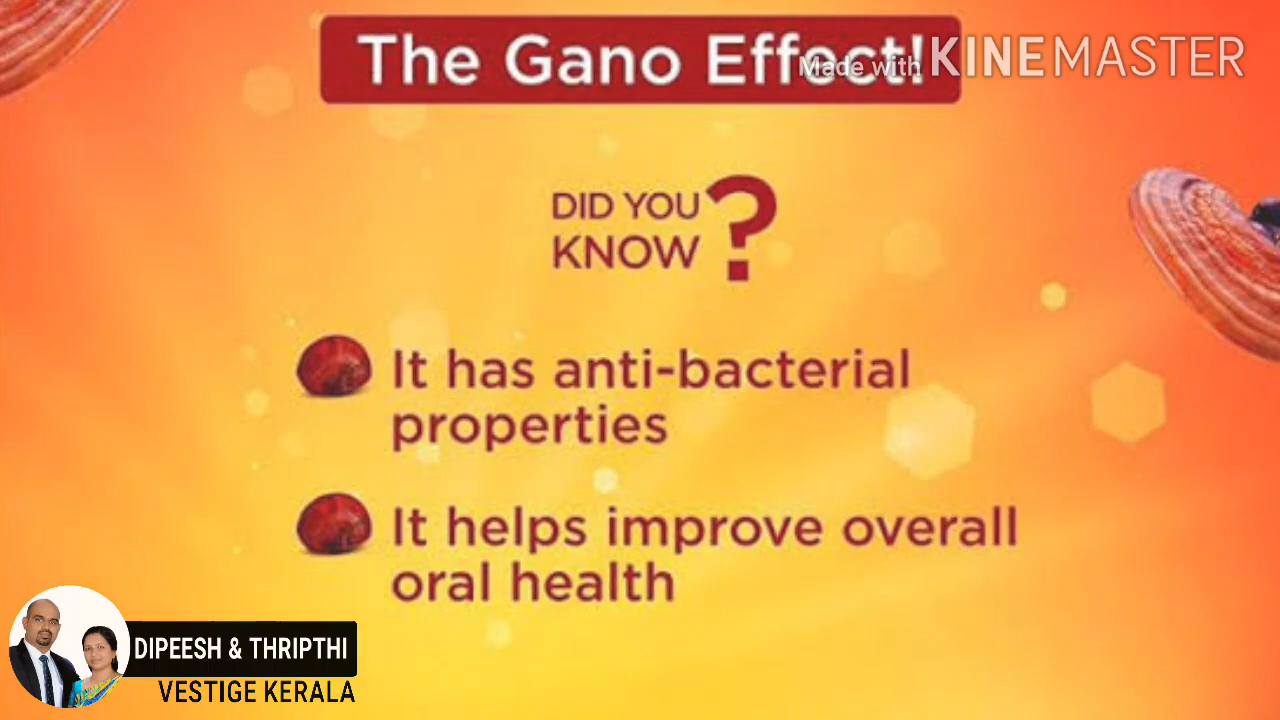 The Gano Effect!
Made with KINEMASTER
DID YOU
KNOW?
It has anti-bacterial
properties
It helps improve overall
oral health
DIPEESH & THRIPTHI
VESTIGE KERALA